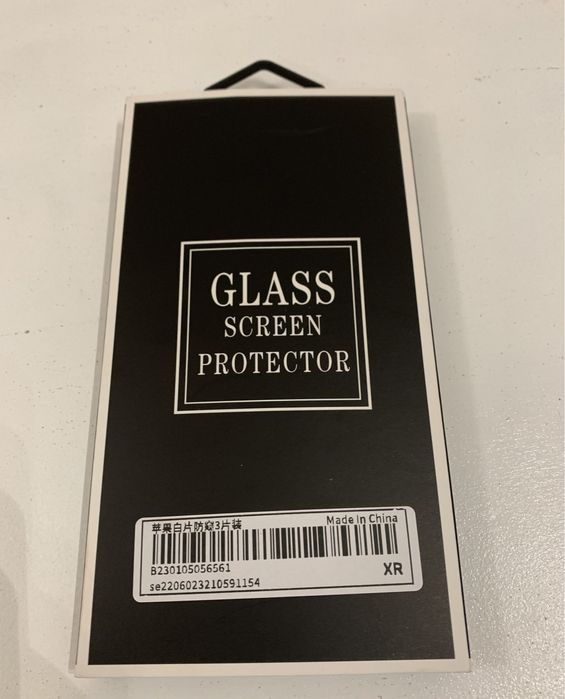 GLASS
SCREEN
PROTECTOR
苹果白片防窥3片装 Made In China
B230105056561
XR
se2206023210591154